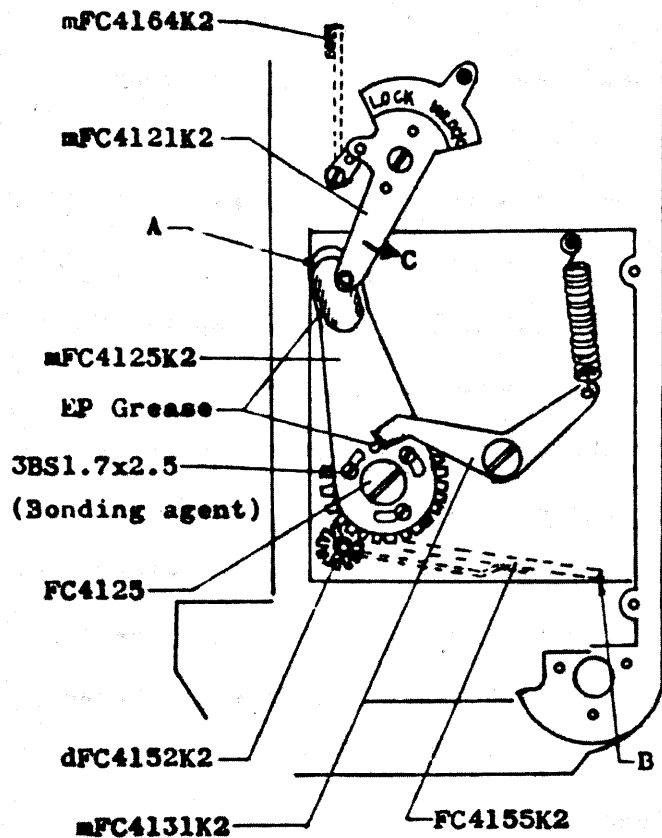 mFC4164K2
LOCK
UNLOCK
mFC4121K2
A
C
mFC4125K2
EP Grease
3BS1.7x2.5
(Bonding agent)
FC4125
dFC4152K2
B
mFC4131K2
FC4155K2